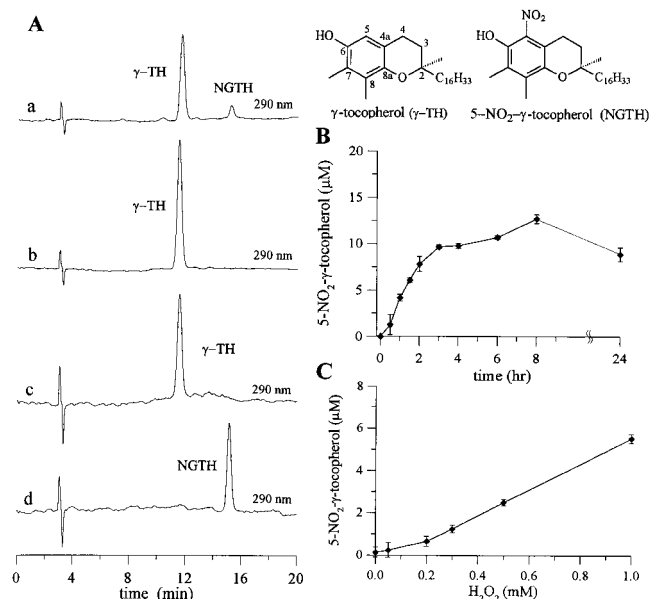 A
γ–TH
NGTH
a
290 nm
γ–TH
b
290 nm
γ–TH
c
290 nm
NGTH
d
290 nm
0 4 8 12 16 20
time (min)
HO
5
4
6
4a
3
7
8a
2
8
O
C16H33
γ-tocopherol (γ–TH)
NO2
HO
O
C16H33
5–NO2–γ-tocopherol (NGTH)
B
5-NO2-γ-tocopherol (μM)
20
15
10
5
0
0 2 4 6 8 24
time (hr)
C
5-NO2-γ-tocopherol (μM)
8
6
4
2
0
0.0 0.2 0.4 0.6 0.8 1.0
H2O2 (mM)